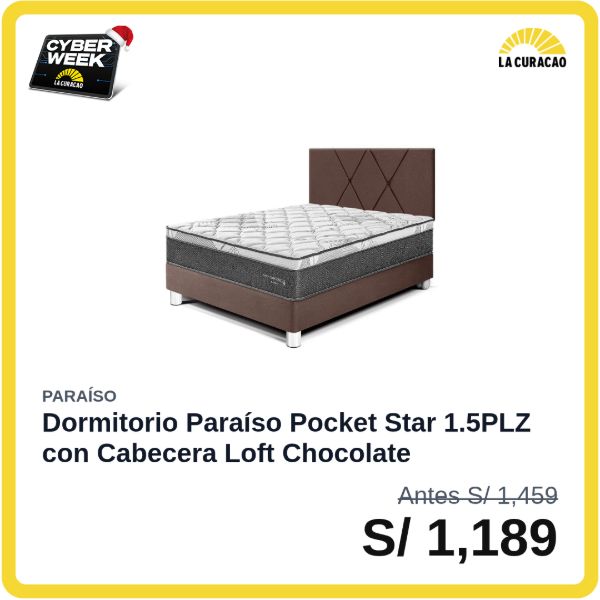 CYBER
WEEK
LA CURACAO
LA CURACAO
PARAÍSO
Dormitorio Paraíso Pocket Star 1.5PLZ
con Cabecera Loft Chocolate
Antes S/ 1,459
S/ 1,189